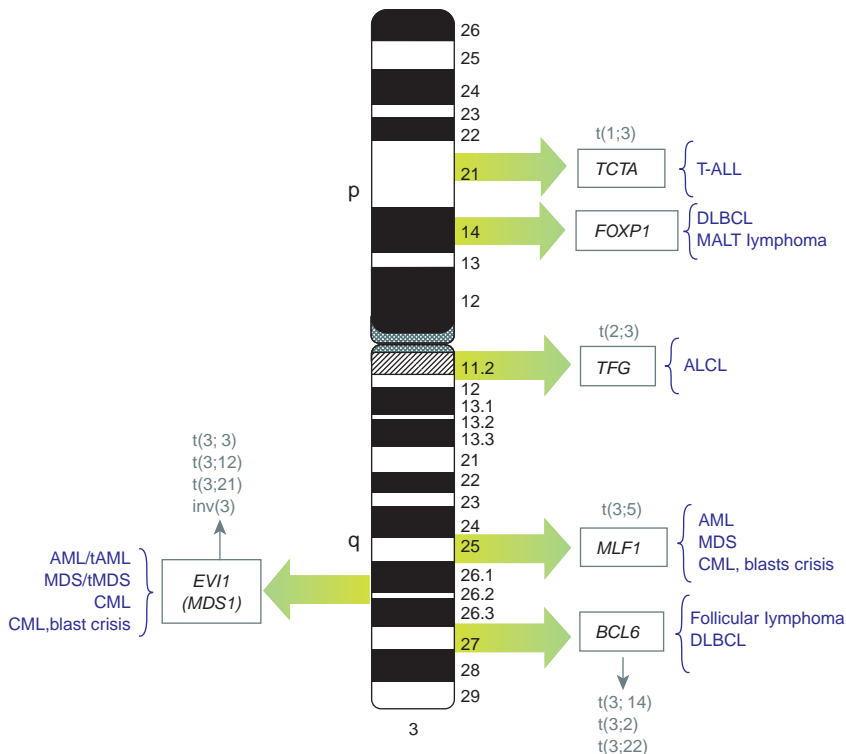 26
25
24
23
22
21
14
13
12
11.2
12
13.1
13.2
13.3
21
22
23
24
25
26.1
26.2
26.3
27
28
29
3
p
q
t(1;3)
TCTA
T-ALL
FOXP1
DLBCL
MALT lymphoma
t(2;3)
TFG
ALCL
t(3; 3)
t(3;12)
t(3;21)
inv(3)
AML/tAML
MDS/tMDS
CML
CML,blast crisis
EVI1
(MDS1)
t(3;5)
MLF1
AML
MDS
CML, blasts crisis
BCL6
Follicular lymphoma
DLBCL
t(3; 14)
t(3;2)
t(3;22)